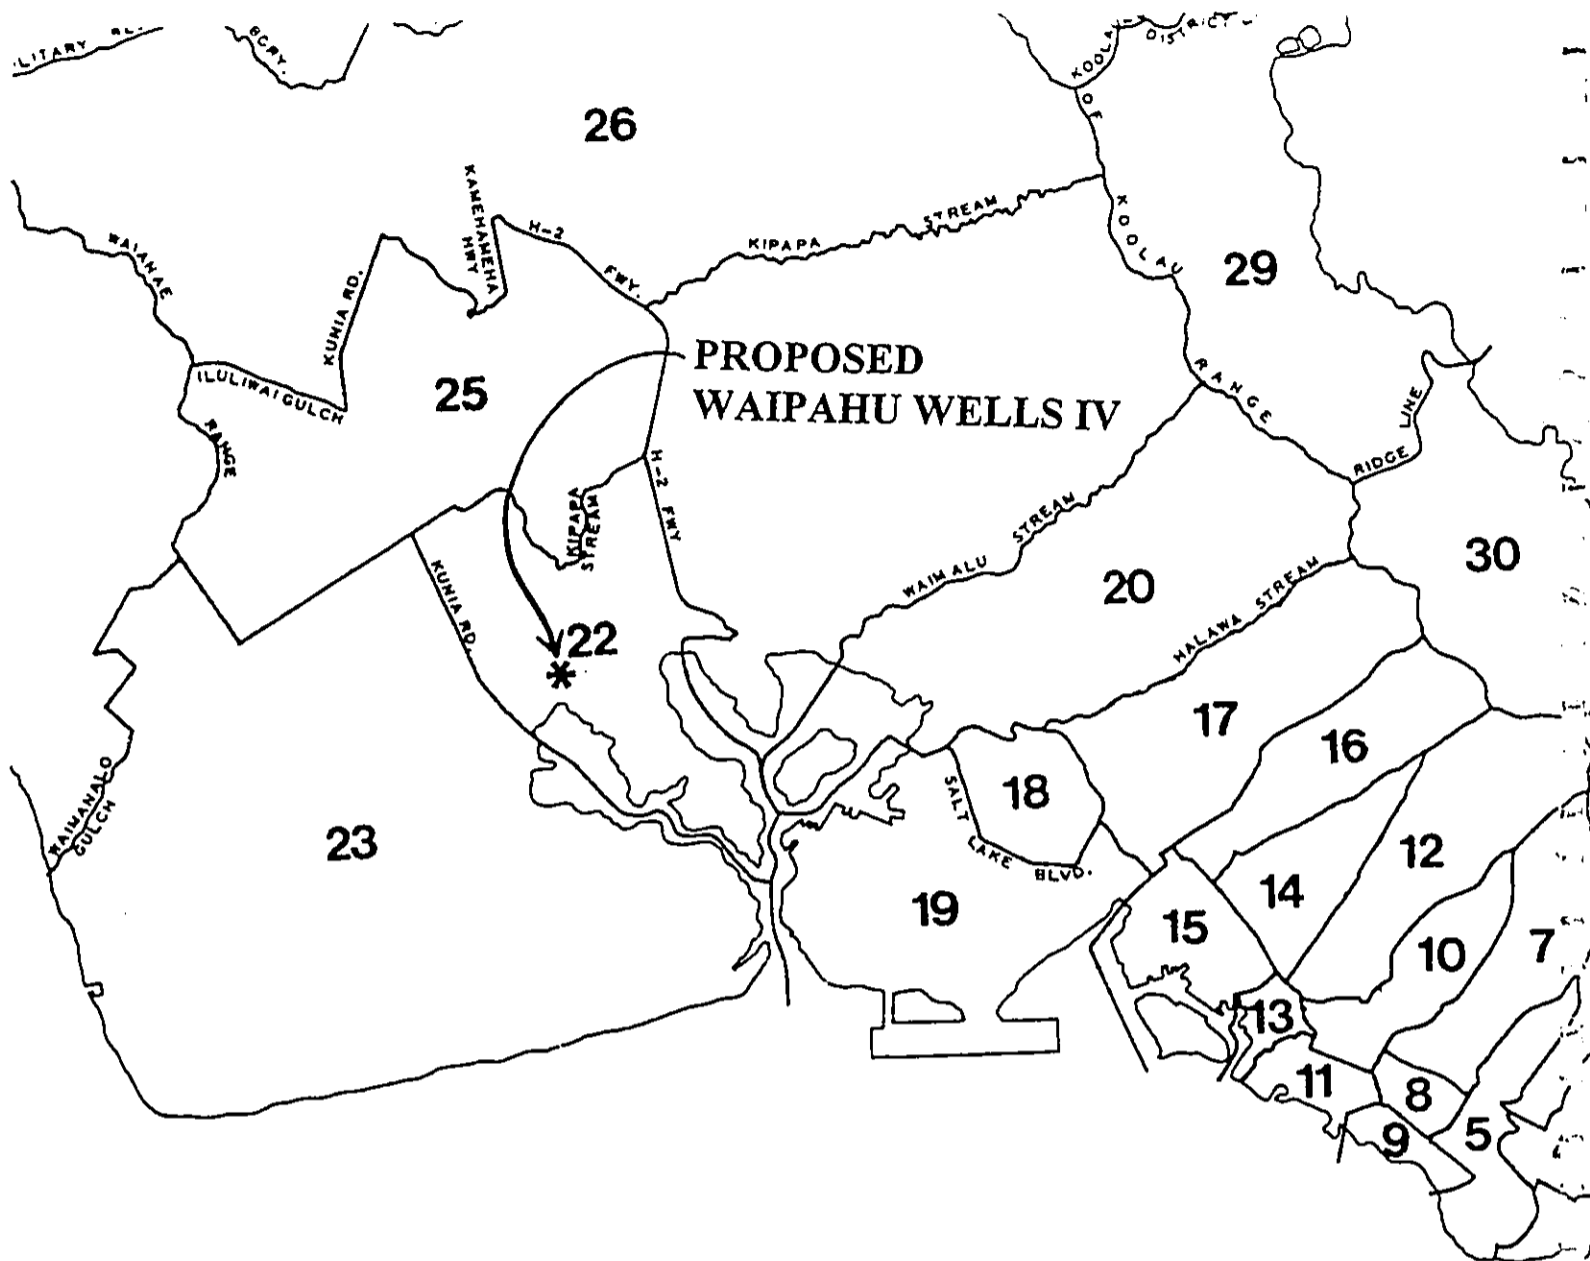 BDRY.
KOOLAU
DISTRICT
26
OF
KAMEHAMEHA
HWY
H-2
FWY.
KIPAPA
STREAM
KOOLAU
29
WAIANAE
KUNIA RD.
ILULIWAI GULCH
25
PROPOSED
WAIPAHU WELLS IV
RANGE
RIDGE LINE
RANGE
H-2 FWY
KIPAPA
STREAM
WAIMALU STREAM
20
30
KUNIA RD.
22
*
HALAWA STREAM
17
16
WAIMANALO
GULCH
23
SALT LAKE BLVD.
18
12
19
14
15
10
7
13
11
8
9
5